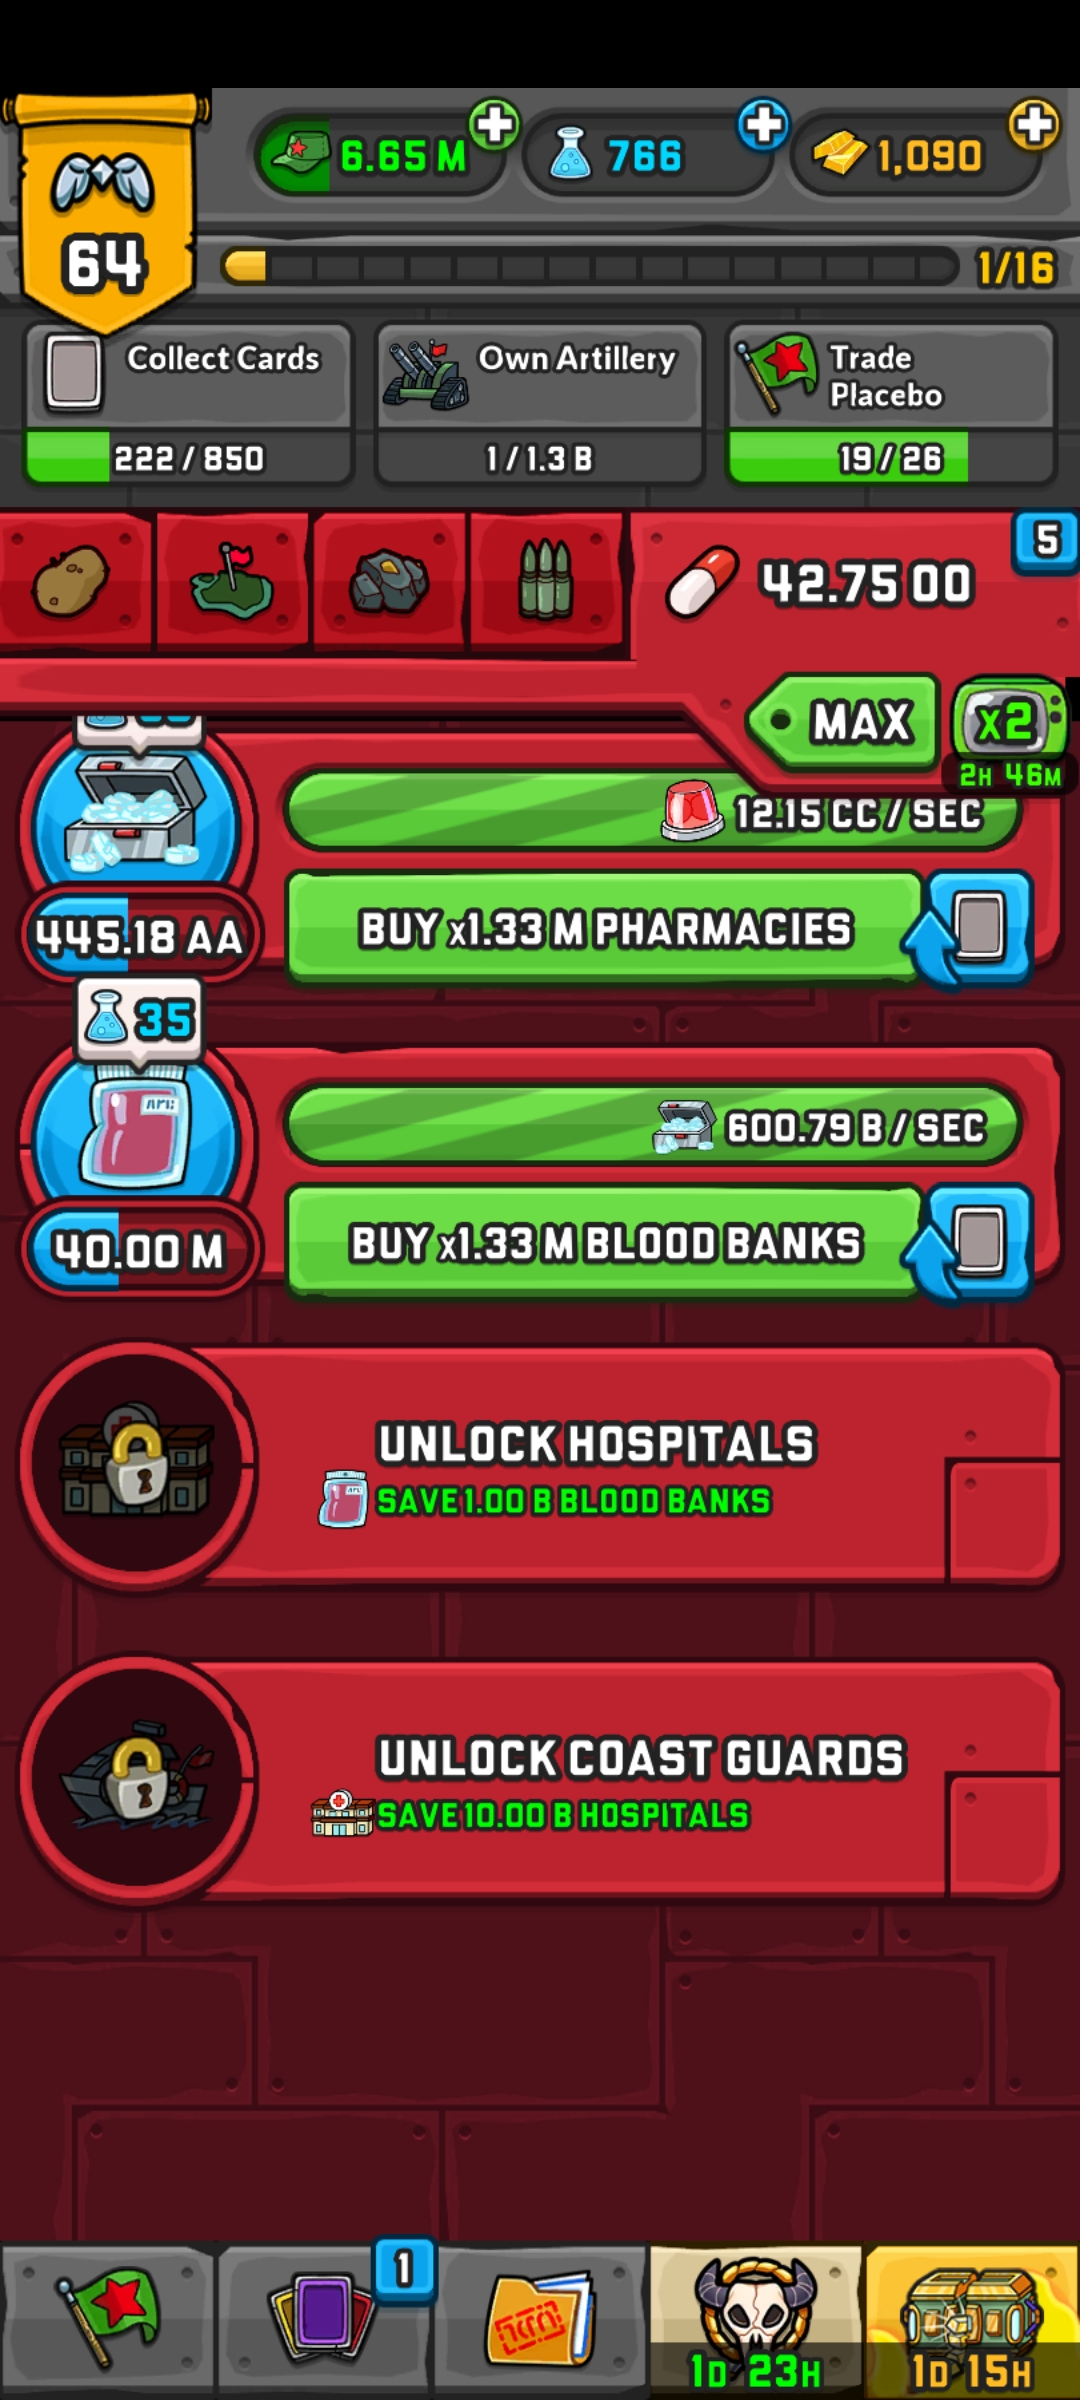 6.65 M
766
1,090
64
1/16
Collect Cards
Own Artillery
Trade
Placebo
222 / 850
1 / 1.3 B
19 / 26
5
42.75 OO
MAX
x2
2H 46M
12.15 CC / SEC
BUY x1.33 M PHARMACIES
445.18 AA
35
600.79 B / SEC
BUY x1.33 M BLOOD BANKS
40.00 M
UNLOCK HOSPITALS
SAVE 1.00 B BLOOD BANKS
UNLOCK COAST GUARDS
SAVE 10.00 B HOSPITALS
1
1D 23H
1D 15H